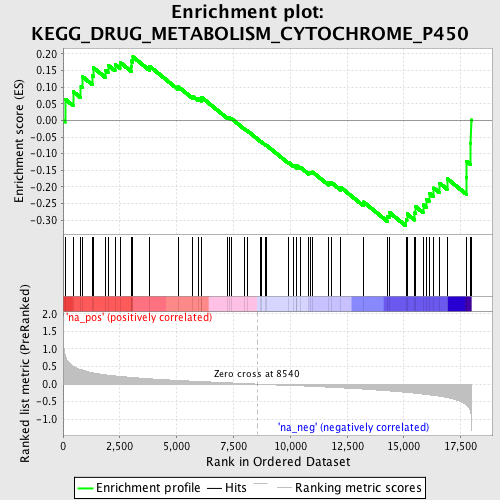 Enrichment plot:
KEGG_DRUG_METABOLISM_CYTOCHROME_P450
Enrichment score (ES)
0.20
0.15
0.10
0.05
0.00
-0.05
-0.10
-0.15
-0.20
-0.25
-0.30
'na_pos' (positively correlated)
Ranked list metric (PreRanked)
2.0
1.5
1.0
0.5
0.0
-0.5
-1.0
Zero cross at 8540
'na_neg' (negatively correlated)
0
2,500
5,000
7,500
10,000
12,500
15,000
17,500
Rank in Ordered Dataset
Enrichment profile
Hits
Ranking metric scores